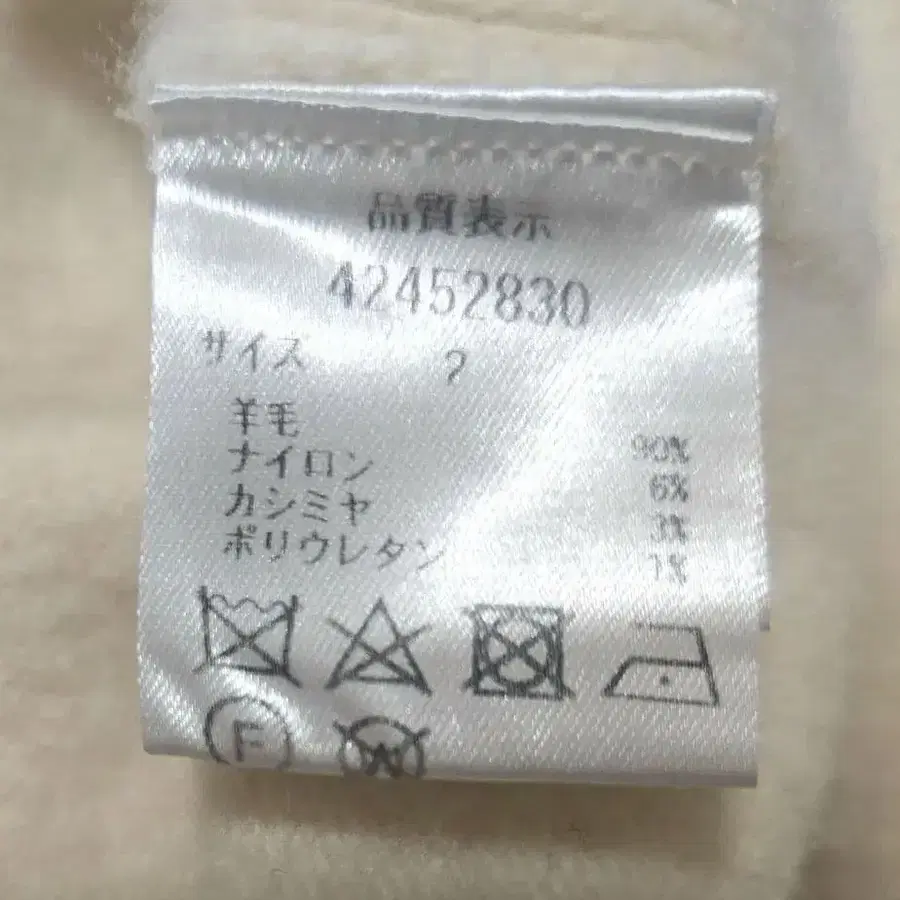 品質表示
42452830
サイズ 2
羊毛 90%
ナイロン 6%
カシミヤ 3%
ポリウレタン 1%
F W